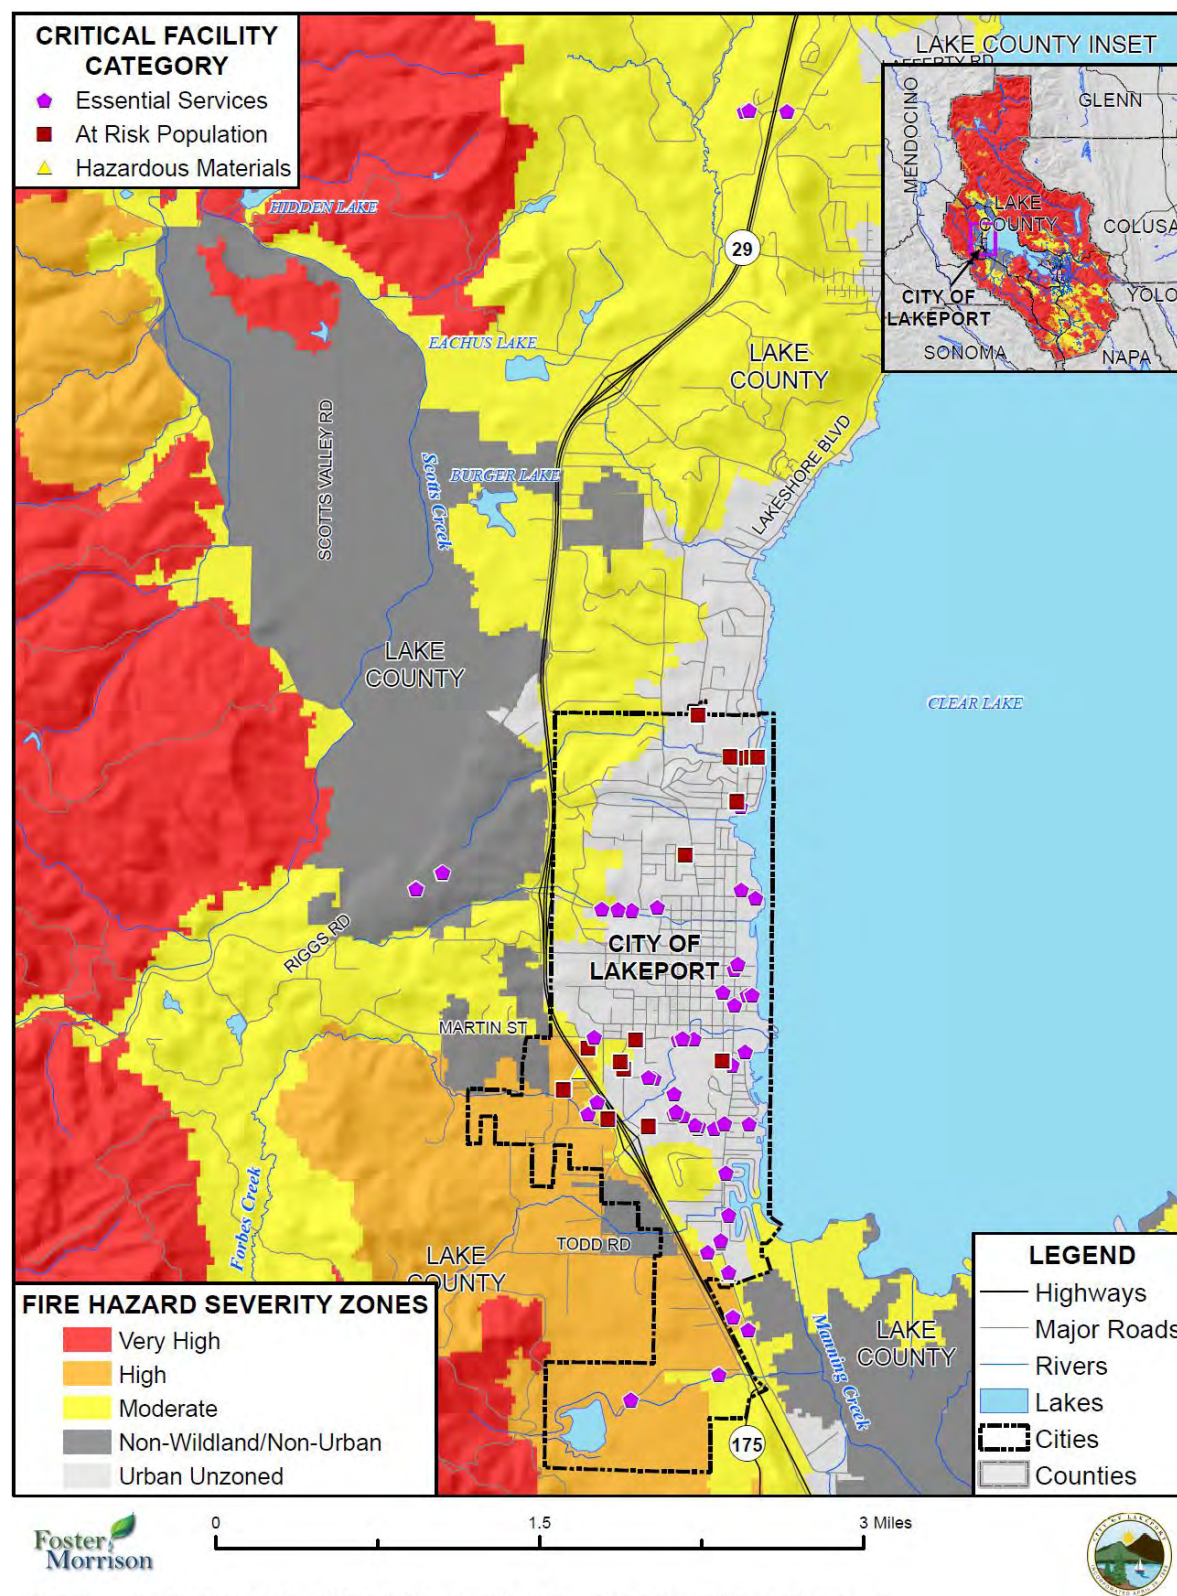 CRITICAL FACILITY
CATEGORY
Essential Services
At Risk Population
Hazardous Materials
LAKE COUNTY INSET
MENDOCINO
GLENN
LAKE
COUNTY
COLUSA
CITY OF
LAKEPORT
YOLO
SONOMA
NAPA
HIDDEN LAKE
29
EACHUS LAKE
LAKE
COUNTY
LAKESHORE BLVD
SCOTTS VALLEY RD
Scotts Creek
BURGER LAKE
LAKE
COUNTY
CLEAR LAKE
RIGGS RD
CITY OF
LAKEPORT
MARTIN ST
Forbes Creek
TODD RD
LAKE
COUNTY
Manning Creek
LAKE
COUNTY
175
FIRE HAZARD SEVERITY ZONES
Very High
High
Moderate
Non-Wildland/Non-Urban
Urban Unzoned
LEGEND
Highways
Major Roads
Rivers
Lakes
Cities
Counties
Foster
Morrison
0
1.5
3 Miles